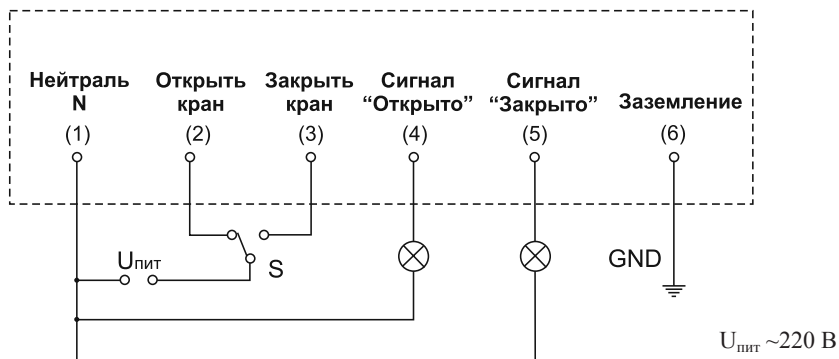 Нейтраль N
Открыть кран
Закрыть кран
Сигнал “Открыто”
Сигнал “Закрыто”
Заземление
(1) (2) (3) (4) (5) (6)
Uпит
S
GND
Uпит ~220 В